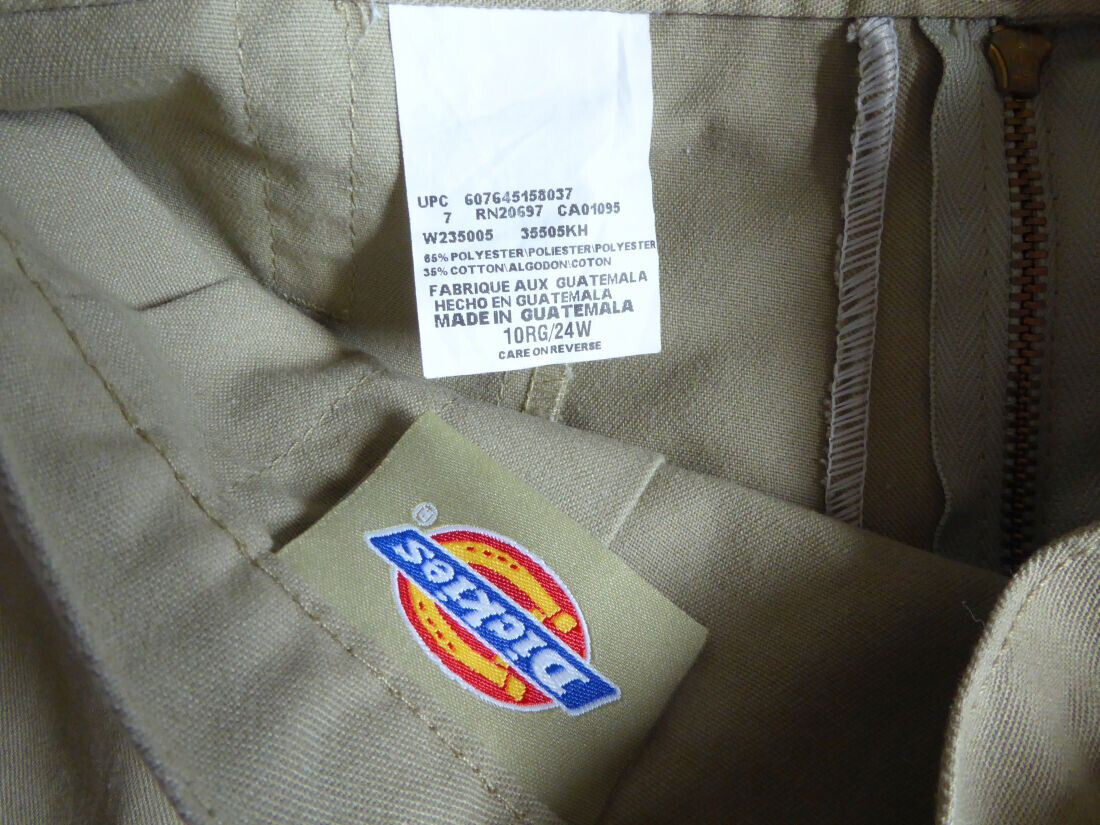 UPC 607645158037
7 RN20697 CA01095
W235005 35505KH
65% POLYESTER\POLIESTER\POLYESTER
35% COTTON\ALGODON\COTON
FABRIQUE AUX GUATEMALA
HECHO EN GUATEMALA
MADE IN GUATEMALA
10RG/24W
CARE ON REVERSE
Dickies
®